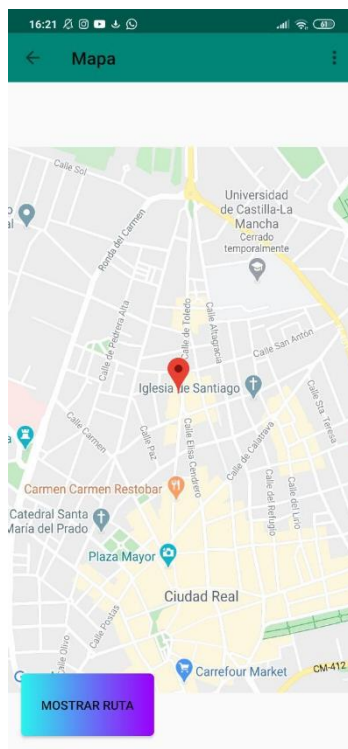 16:21
61
Mapa
Calle Sol
Universidad
de Castilla-La
Mancha
Cerrado
temporalmente
Ronda del Carmen
Calle de Pedrera Alta
Calle de Toledo
Calle Altagracia
Calle San Antón
Iglesia de Santiago
Calle Sta. Teresa
Calle Carmen
Calle Paz
Calle Elisa Cendrero
Calle de Calatrava
Carmen Carmen Restobar
Calle del Refugio
Calle del Lirio
Catedral Santa
María del Prado
Plaza Mayor
Ciudad Real
Calle Postas
Calle Olivo
Carrefour Market
CM-412
MOSTRAR RUTA